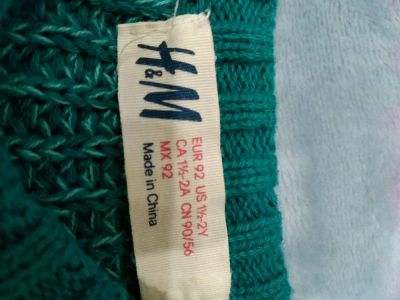 H&M
EUR 92 US 1½-2Y
CA 1½-2A CN 90/56
MX 92
Made in China